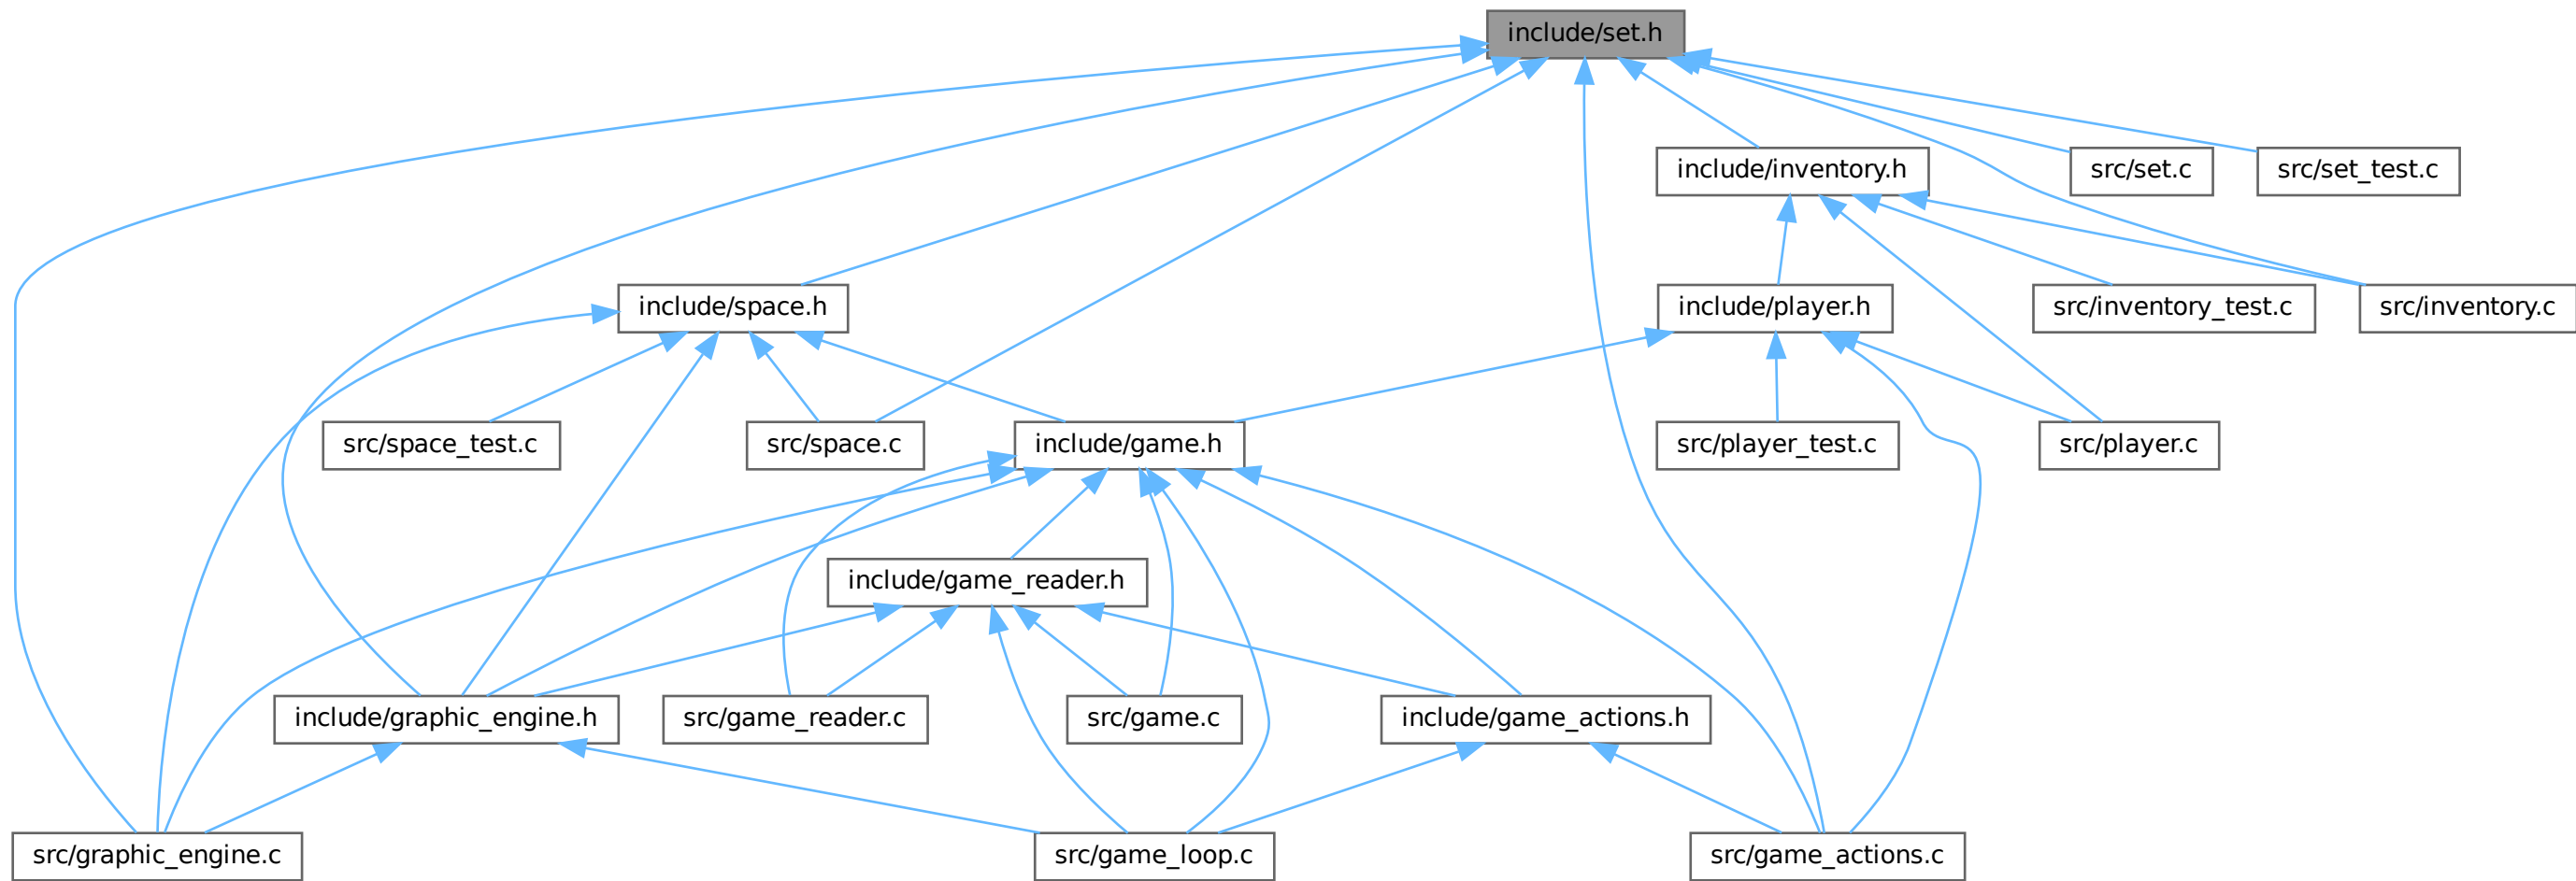 include/set.h
include/inventory.h
src/set.c
src/set_test.c
include/space.h
include/player.h
src/inventory_test.c
src/inventory.c
src/space_test.c
src/space.c
include/game.h
src/player_test.c
src/player.c
include/game_reader.h
include/graphic_engine.h
src/game_reader.c
src/game.c
include/game_actions.h
src/graphic_engine.c
src/game_loop.c
src/game_actions.c